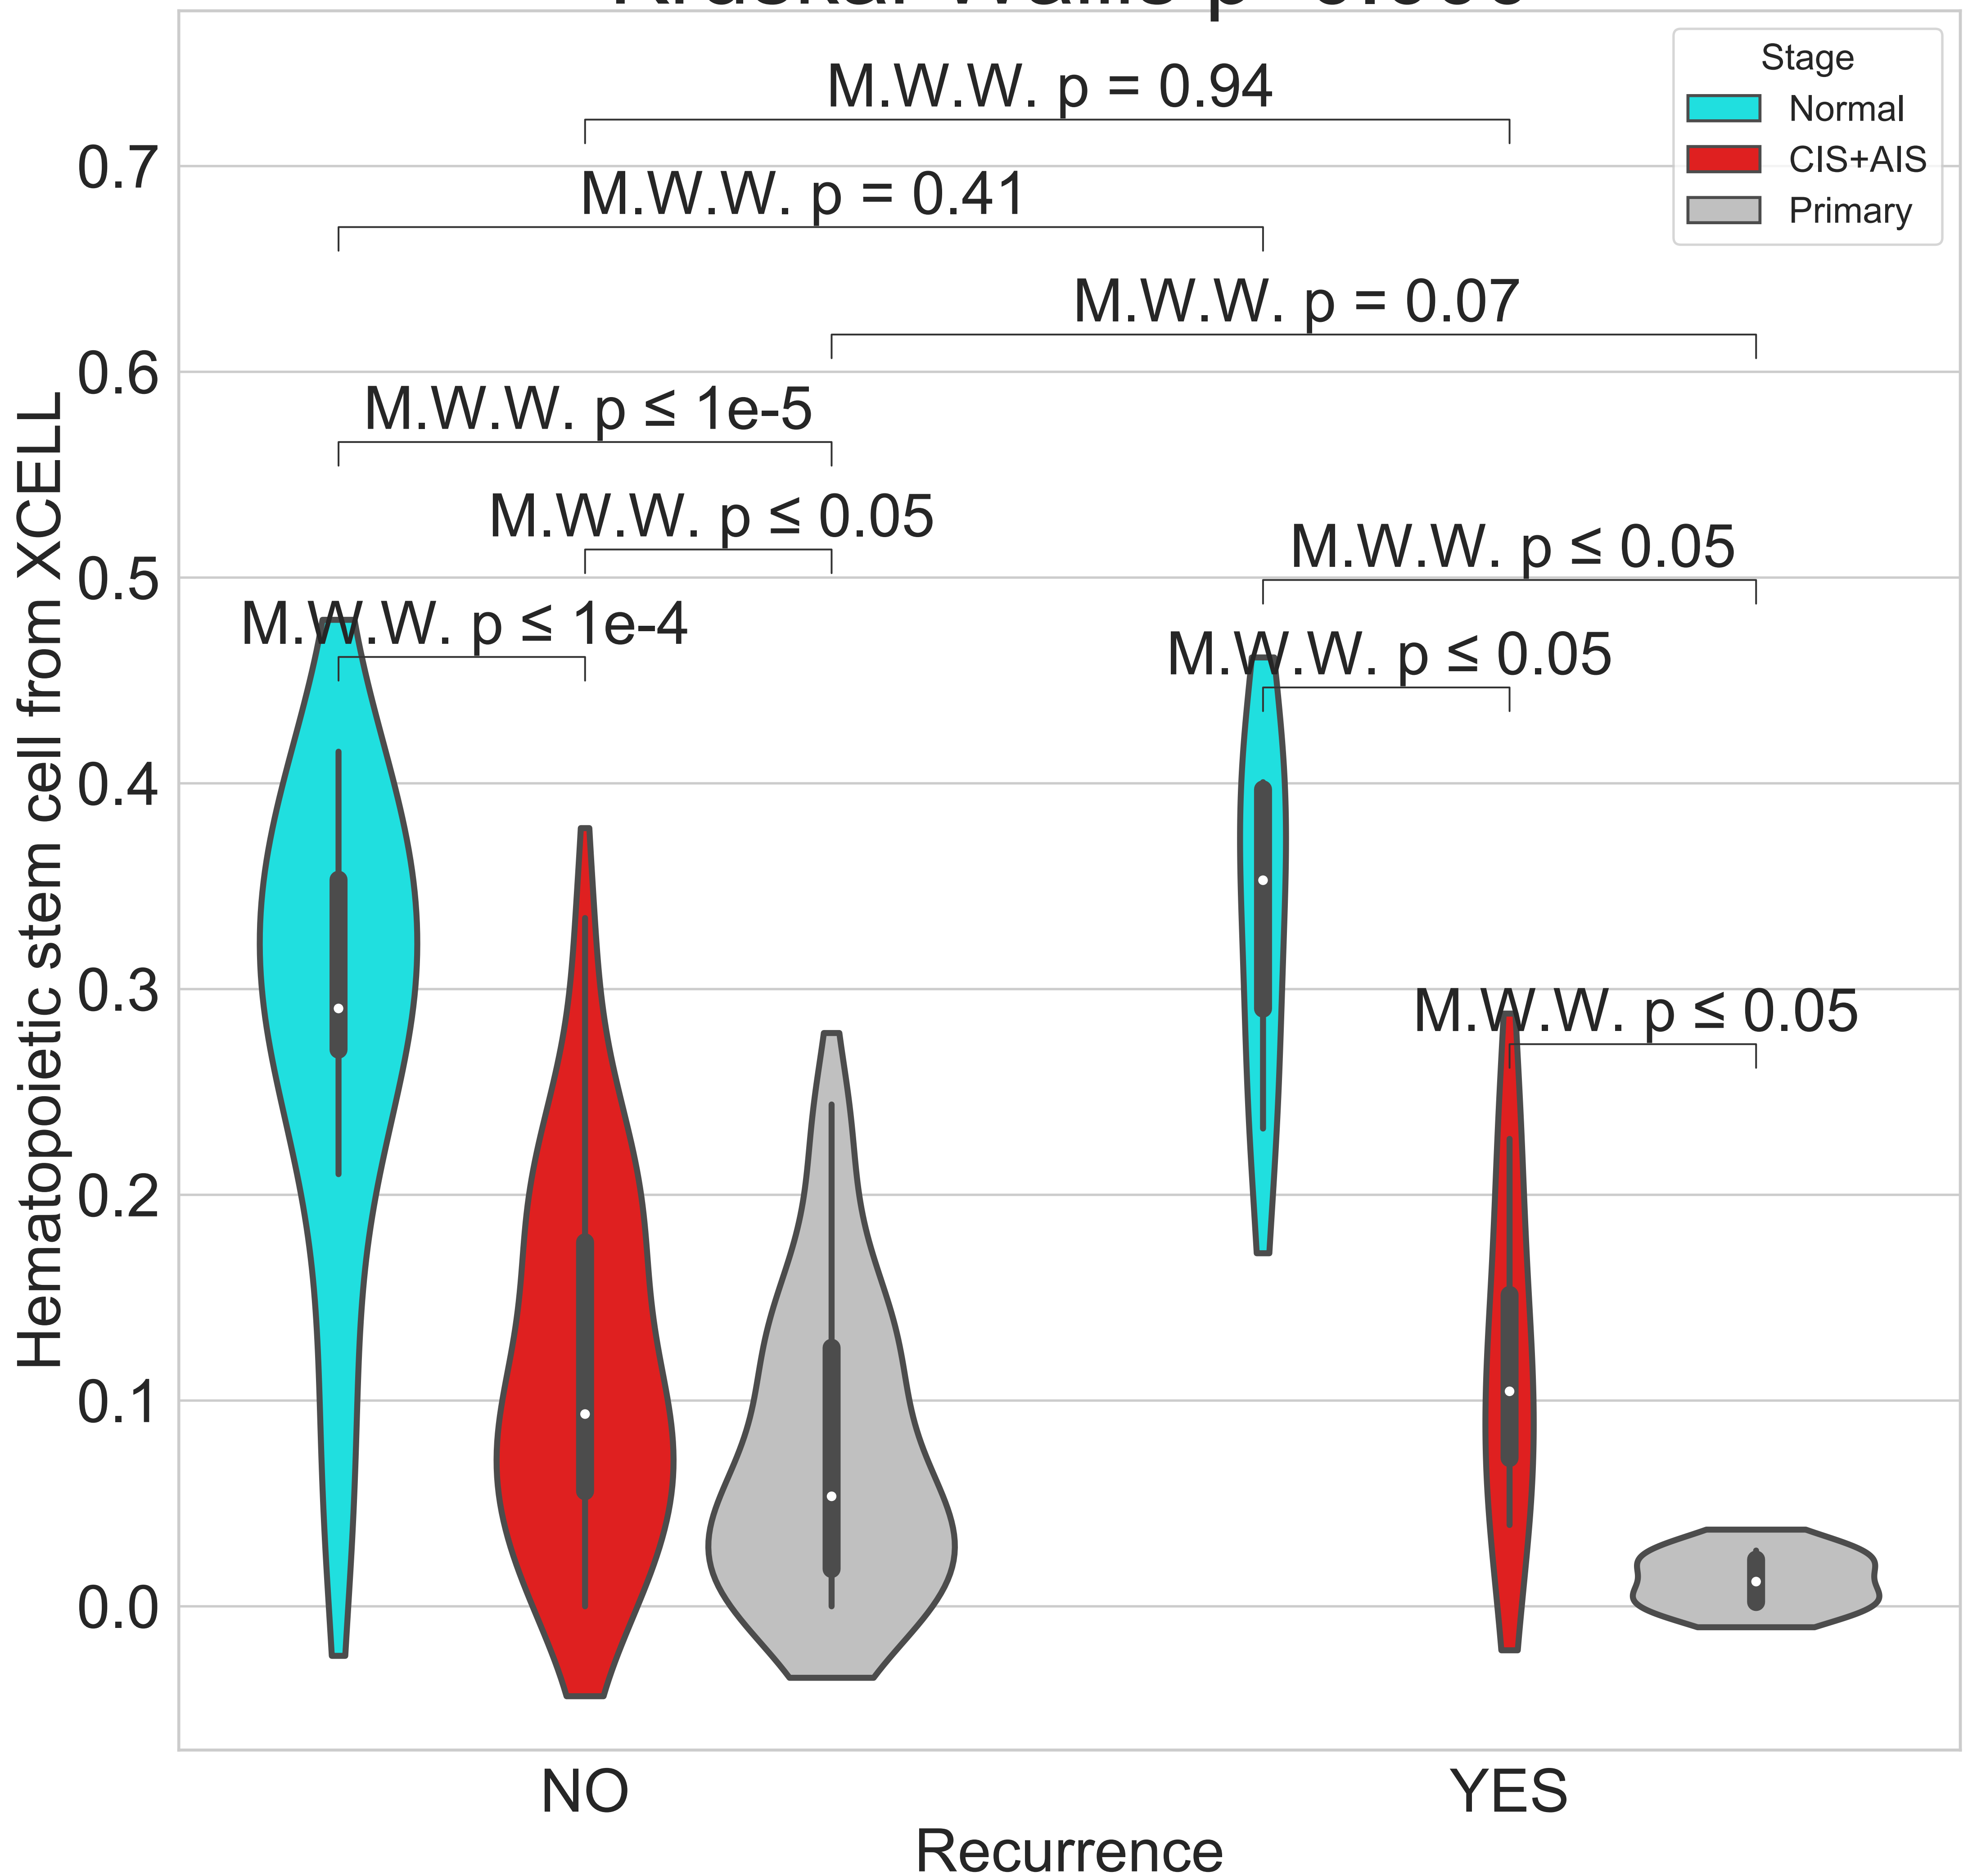 M.W.W. p = 0.94
Stage
Normal
CIS+AIS
Primary
M.W.W. p = 0.41
M.W.W. p = 0.07
M.W.W. p ≤ 1e-5
M.W.W. p ≤ 0.05
M.W.W. p ≤ 0.05
M.W.W. p ≤ 1e-4
M.W.W. p ≤ 0.05
M.W.W. p ≤ 0.05
0.7
0.6
0.5
0.4
0.3
0.2
0.1
0.0
Hematopoietic stem cell from XCELL
NO
YES
Recurrence